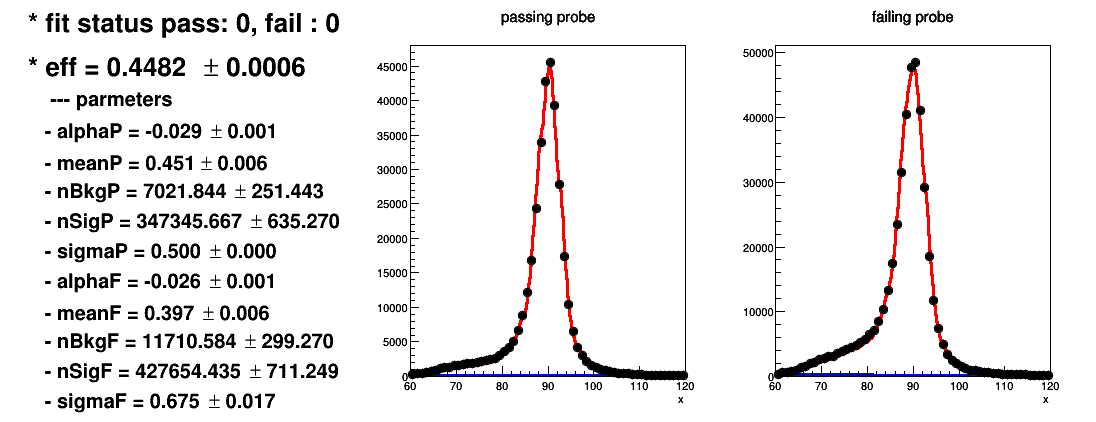 * fit status pass: 0, fail : 0
* eff = 0.4482 ± 0.0006
--- parmeters
- alphaP = -0.029 ± 0.001
- meanP = 0.451 ± 0.006
- nBkgP = 7021.844 ± 251.443
- nSigP = 347345.667 ± 635.270
- sigmaP = 0.500 ± 0.000
- alphaF = -0.026 ± 0.001
- meanF = 0.397 ± 0.006
- nBkgF = 11710.584 ± 299.270
- nSigF = 427654.435 ± 711.249
- sigmaF = 0.675 ± 0.017
passing probe
45000
40000
35000
30000
25000
20000
15000
10000
5000
0
60 70 80 90 100 110 120
x
failing probe
50000
40000
30000
20000
10000
0
60 70 80 90 100 110 120
x